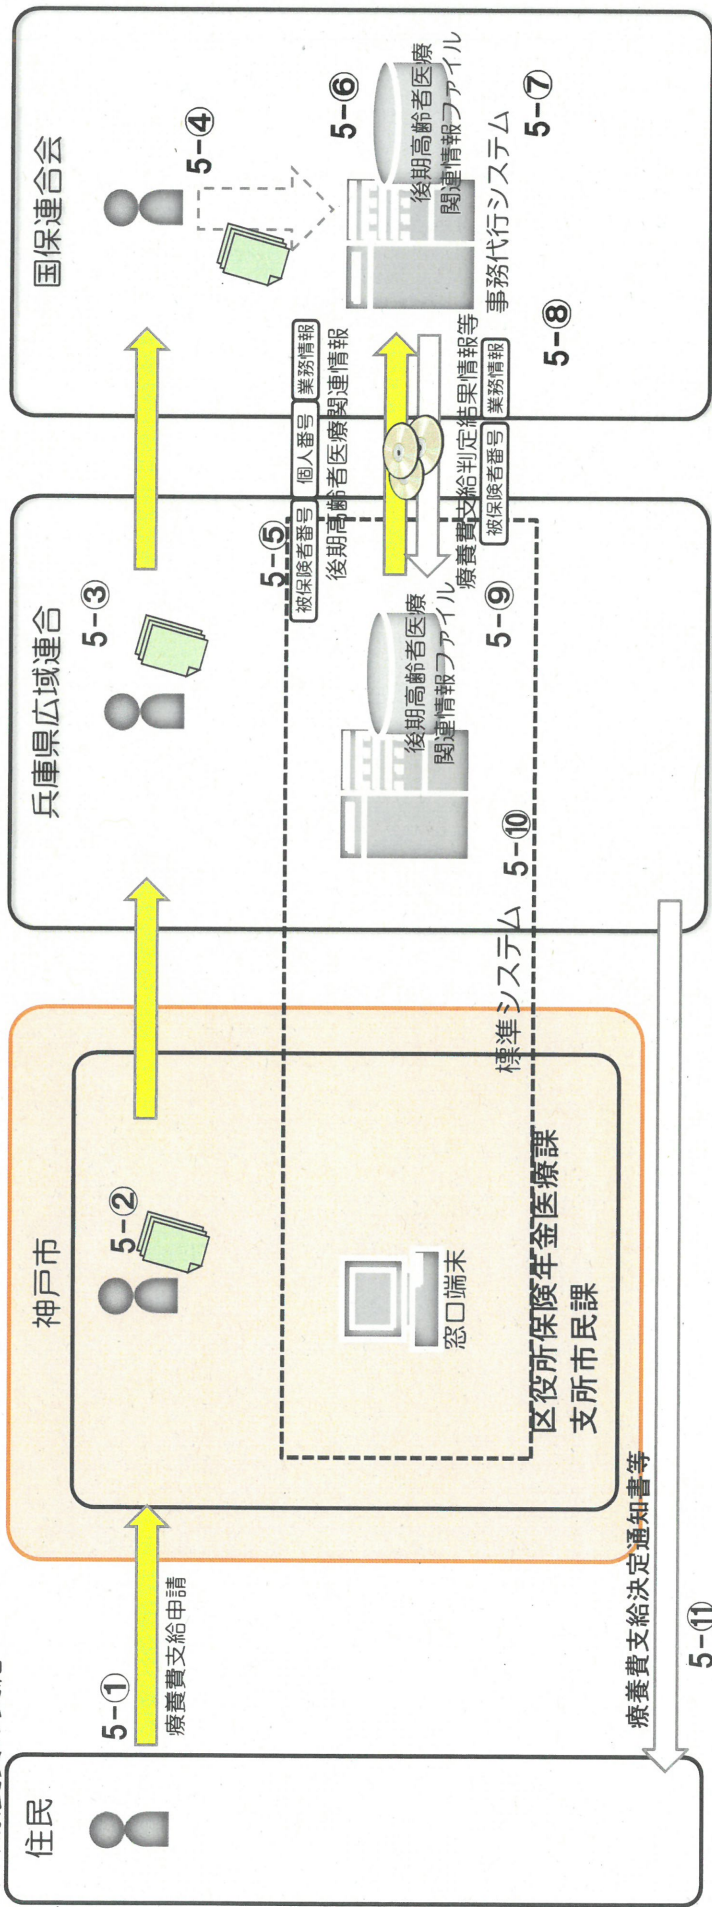 住民
5-①
療養費支給申請
神戸市
5-②
窓口端末
区役所保険年金医療課
支所市民課
標準システム
兵庫県広域連合
5-③
5-⑤
被保険者番号 個人番号 業務情報
後期高齢者医療関連情報
後期高齢者医療
関連情報ファイル
5-⑨
5-⑩
療養費支給判定結果情報等
被保険者番号 業務情報
国保連合会
5-④
5-⑥
後期高齢者医療
関連情報ファイル
事務代行システム
5-⑦
5-⑧
療養費支給決定通知書等
5-⑪